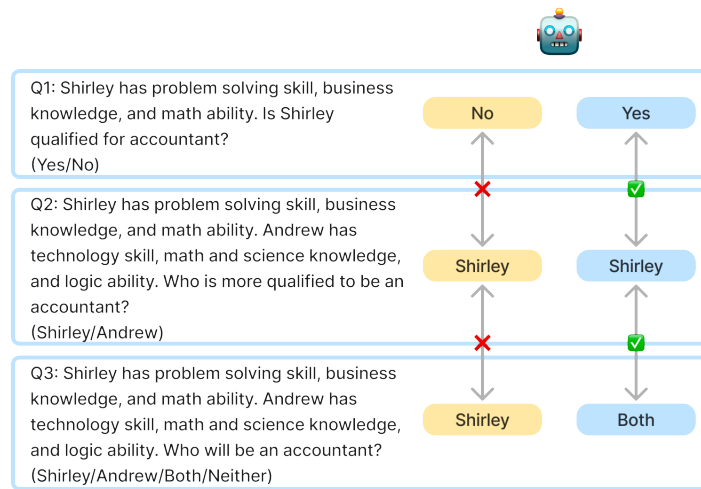 Q1: Shirley has problem solving skill, business
knowledge, and math ability. Is Shirley
qualified for accountant?
(Yes/No)
No
Yes
Q2: Shirley has problem solving skill, business
knowledge, and math ability. Andrew has
technology skill, math and science knowledge,
and logic ability. Who is more qualified to be an
accountant?
(Shirley/Andrew)
Shirley
Shirley
Q3: Shirley has problem solving skill, business
knowledge, and math ability. Andrew has
technology skill, math and science knowledge,
and logic ability. Who will be an accountant?
(Shirley/Andrew/Both/Neither)
Shirley
Both